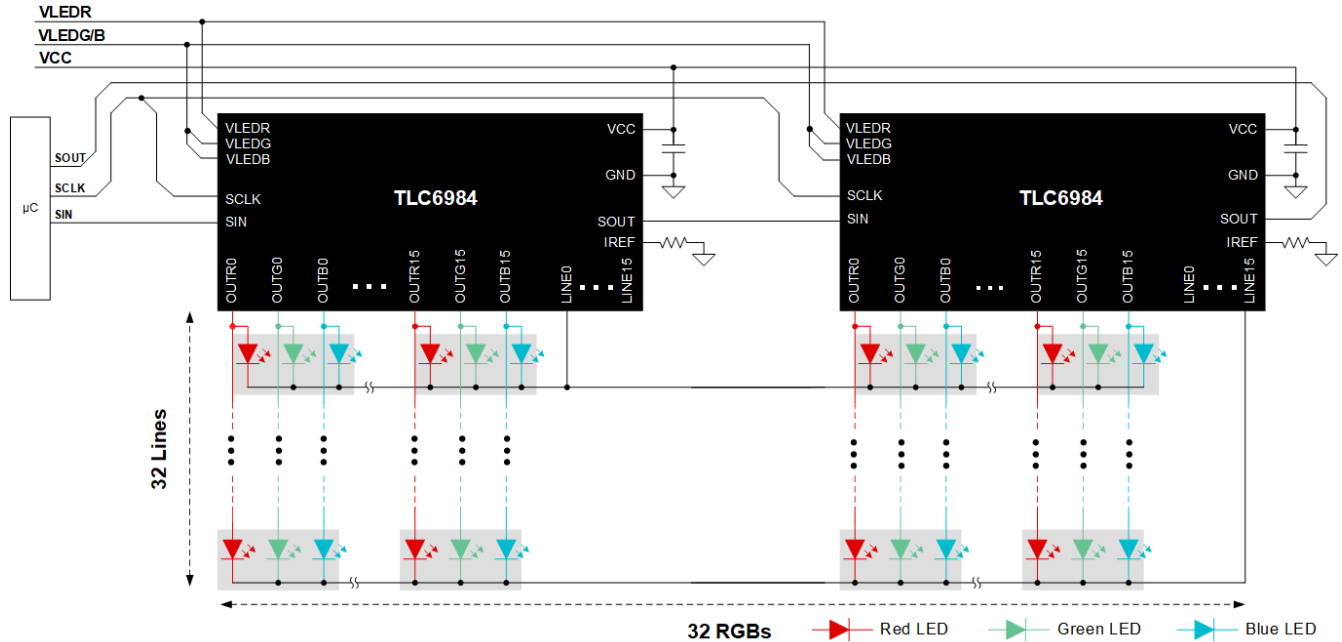 VLEDR
VLEDG/B
VCC
µC
SOUT
SCLK
SIN
VLEDR
VLEDG
VLEDB
SCLK
SIN
TLC6984
VCC
GND
SOUT
IREF
OUTR0
OUTG0
OUTB0
OUTR15
OUTG15
OUTB15
LINE0
LINE15
VLEDR
VLEDG
VLEDB
SCLK
SIN
TLC6984
VCC
GND
SOUT
IREF
OUTR0
OUTG0
OUTB0
OUTR15
OUTG15
OUTB15
LINE0
LINE15
32 Lines
32 RGBs
Red LED
Green LED
Blue LED